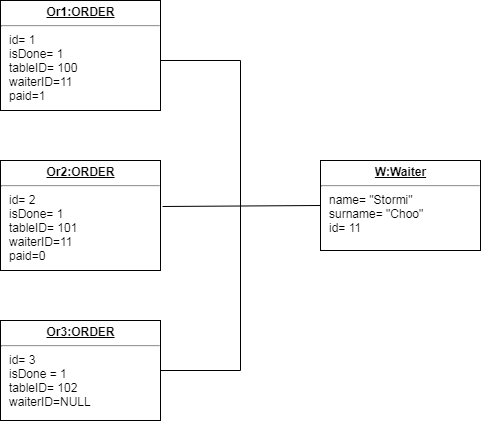 Or1:ORDER
id= 1
isDone= 1
tableID= 100
waiterID=11
paid=1
Or2:ORDER
id= 2
isDone= 1
tableID= 101
waiterID=11
paid=0
W:Waiter
name= "Stormi"
surname= "Choo"
id= 11
Or3:ORDER
id= 3
isDone = 1
tableID= 102
waiterID=NULL